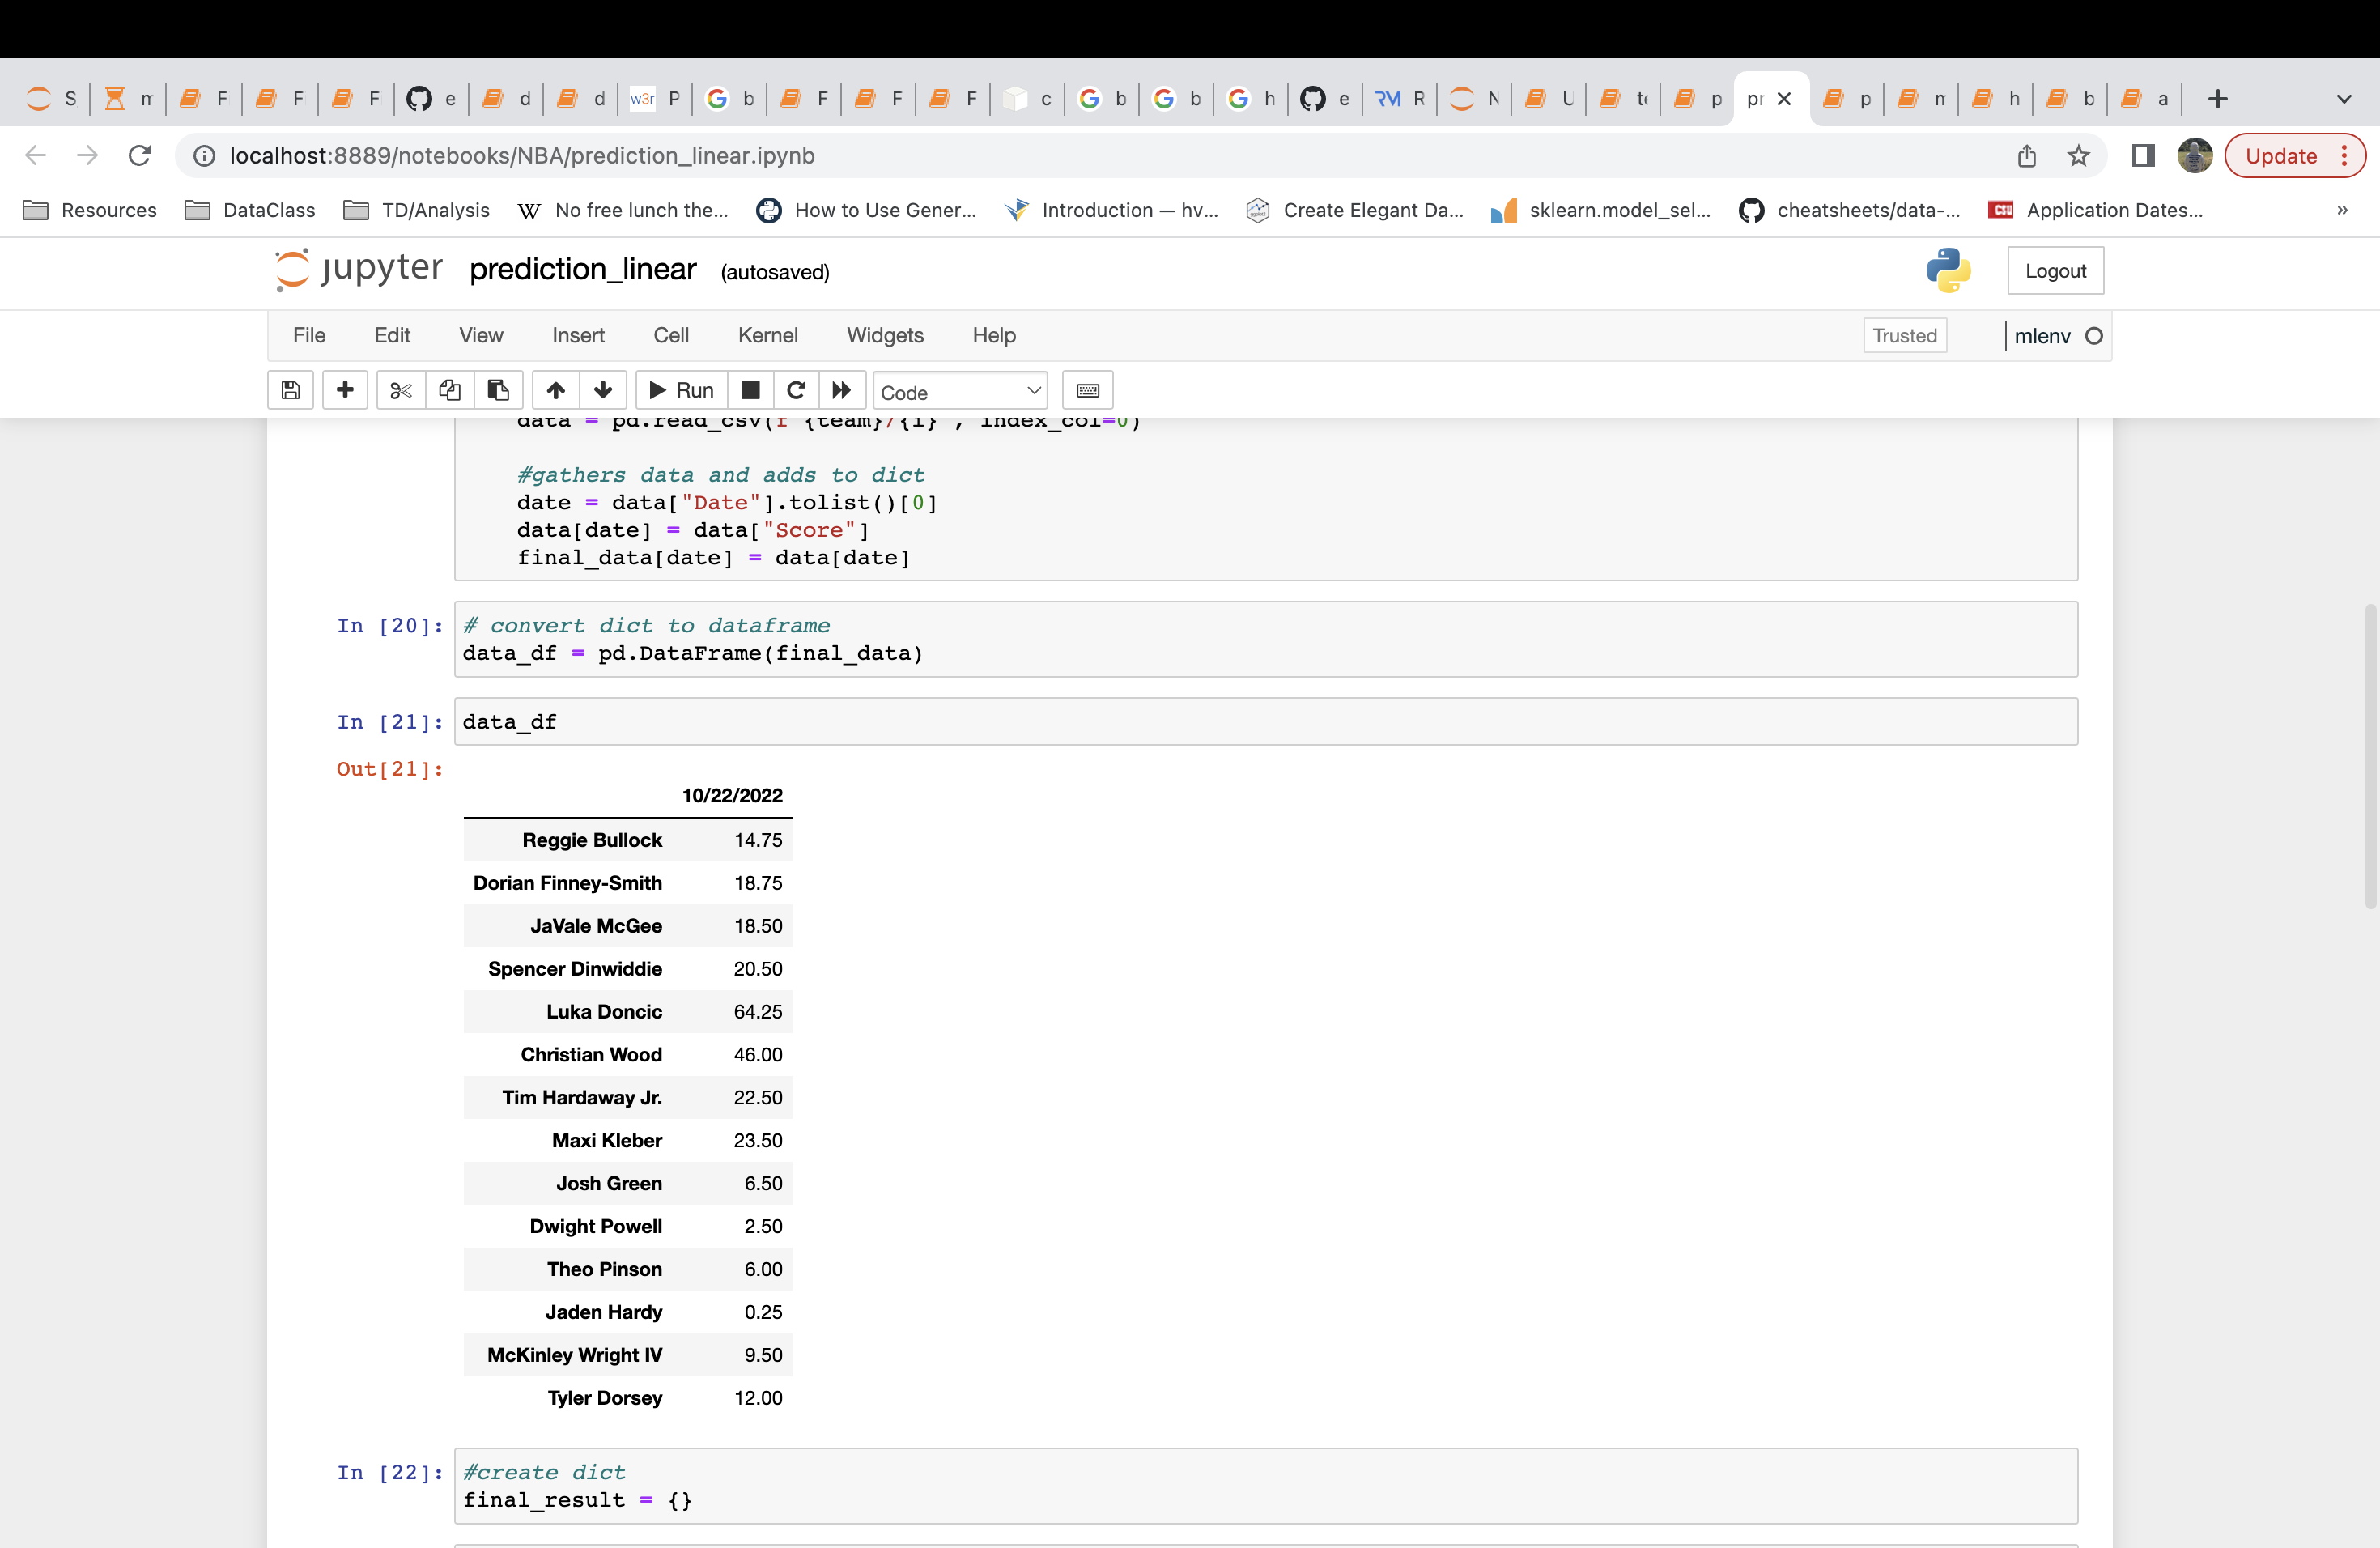 S m F F F e d d w3r P b F F F c b b h e RM R N U te p pr p m h b a
localhost:8889/notebooks/NBA/prediction_linear.ipynb
Update
Resources DataClass TD/Analysis W No free lunch the... How to Use Gener... Introduction — hv... Create Elegant Da... sklearn.model_sel... cheatsheets/data-... CSU Application Dates... »
jupyter prediction_linear (autosaved)
Logout
File Edit View Insert Cell Kernel Widgets Help
Trusted mlenv
Run Code
data = pd.read_csv(f"{team}/{i}", index_col=0)
#gathers data and adds to dict
date = data["Date"].tolist()[0]
data[date] = data["Score"]
final_data[date] = data[date]
In [20]: # convert dict to dataframe
data_df = pd.DataFrame(final_data)
In [21]: data_df
Out[21]:
10/22/2022
Reggie Bullock 14.75
Dorian Finney-Smith 18.75
JaVale McGee 18.50
Spencer Dinwiddie 20.50
Luka Doncic 64.25
Christian Wood 46.00
Tim Hardaway Jr. 22.50
Maxi Kleber 23.50
Josh Green 6.50
Dwight Powell 2.50
Theo Pinson 6.00
Jaden Hardy 0.25
McKinley Wright IV 9.50
Tyler Dorsey 12.00
In [22]: #create dict
final_result = {}